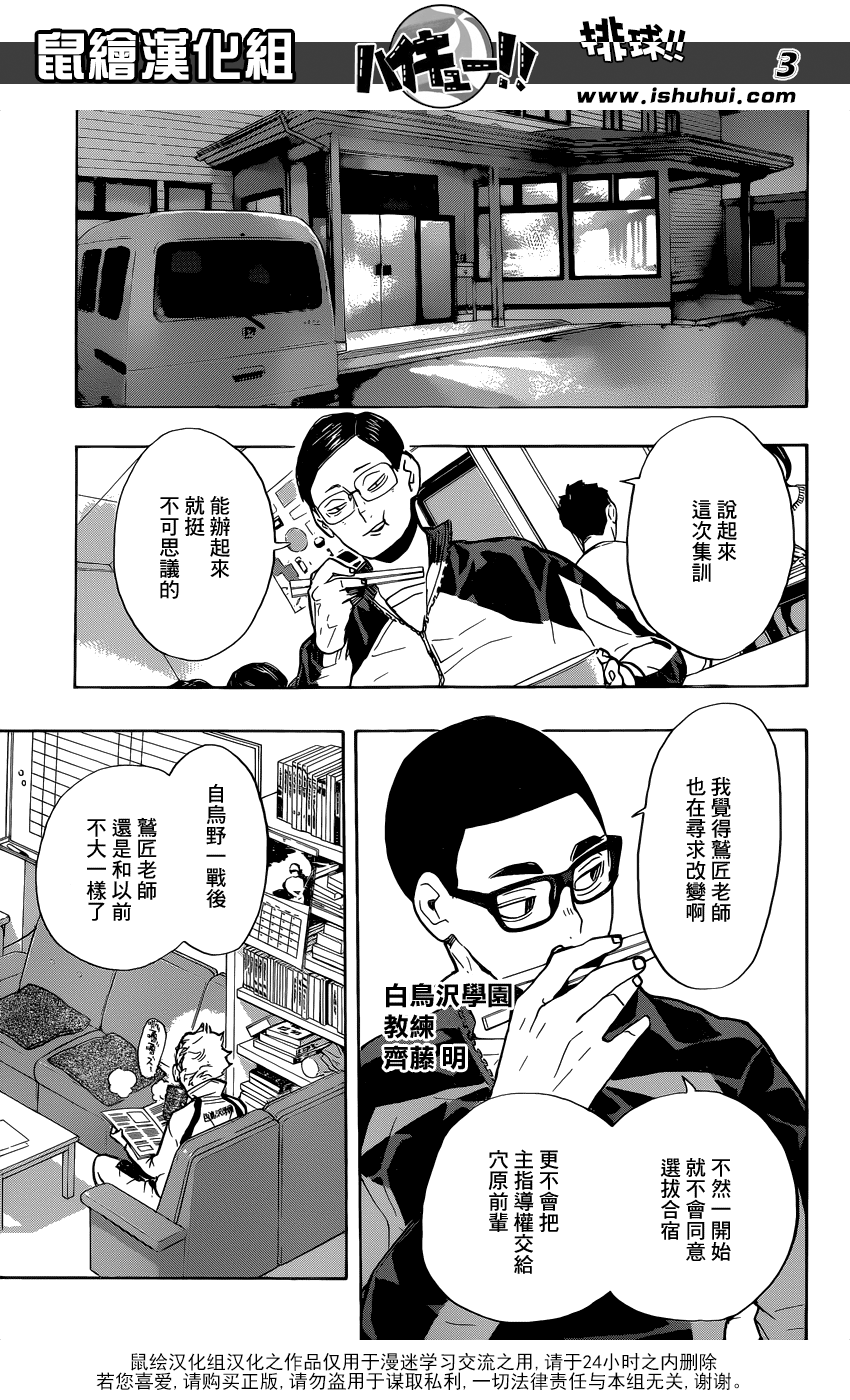 鼠繪漢化組
ハイキュー!!
排球!!
3
www.ishuhui.com
說起來
這次集訓
能辦起來
就挺
不可思議的
我覺得鷲匠老師
也在尋求改變啊
白鳥沢學園
教練
齊藤 明
不然一開始
就不會同意
選拔合宿
更不會把
主指導權交給
穴原前輩
自烏野一戰後
鷲匠老師
還是和以前
不大一樣了
鼠绘汉化组汉化之作品仅用于漫迷学习交流之用, 请于24小时之内删除
若您喜爱, 请购买正版, 请勿盗用于谋取私利, 一切法律责任与本组无关, 谢谢。